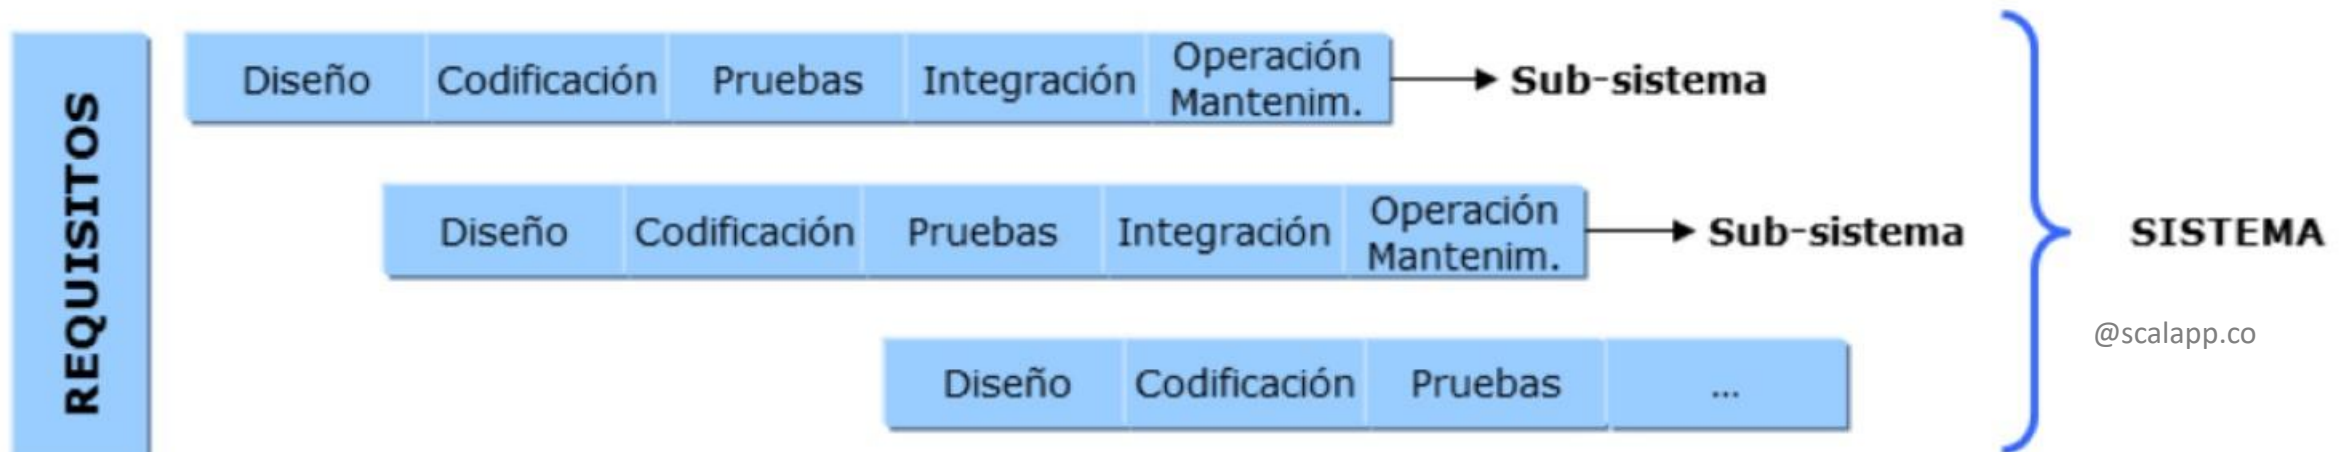 REQUISITOS
Diseño
Codificación
Pruebas
Integración
Operación
Mantenim.
Sub-sistema
Diseño
Codificación
Pruebas
Integración
Operación
Mantenim.
Sub-sistema
Diseño
Codificación
Pruebas
...
SISTEMA
@scalapp.co